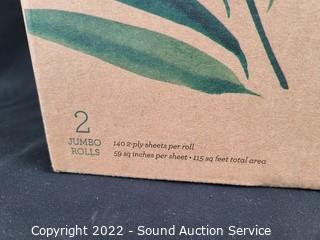 2
JUMBO
ROLLS
140 2-ply sheets per roll
59 sq inches per sheet • 115 sq feet total area
Copyright 2022 - Sound Auction Service